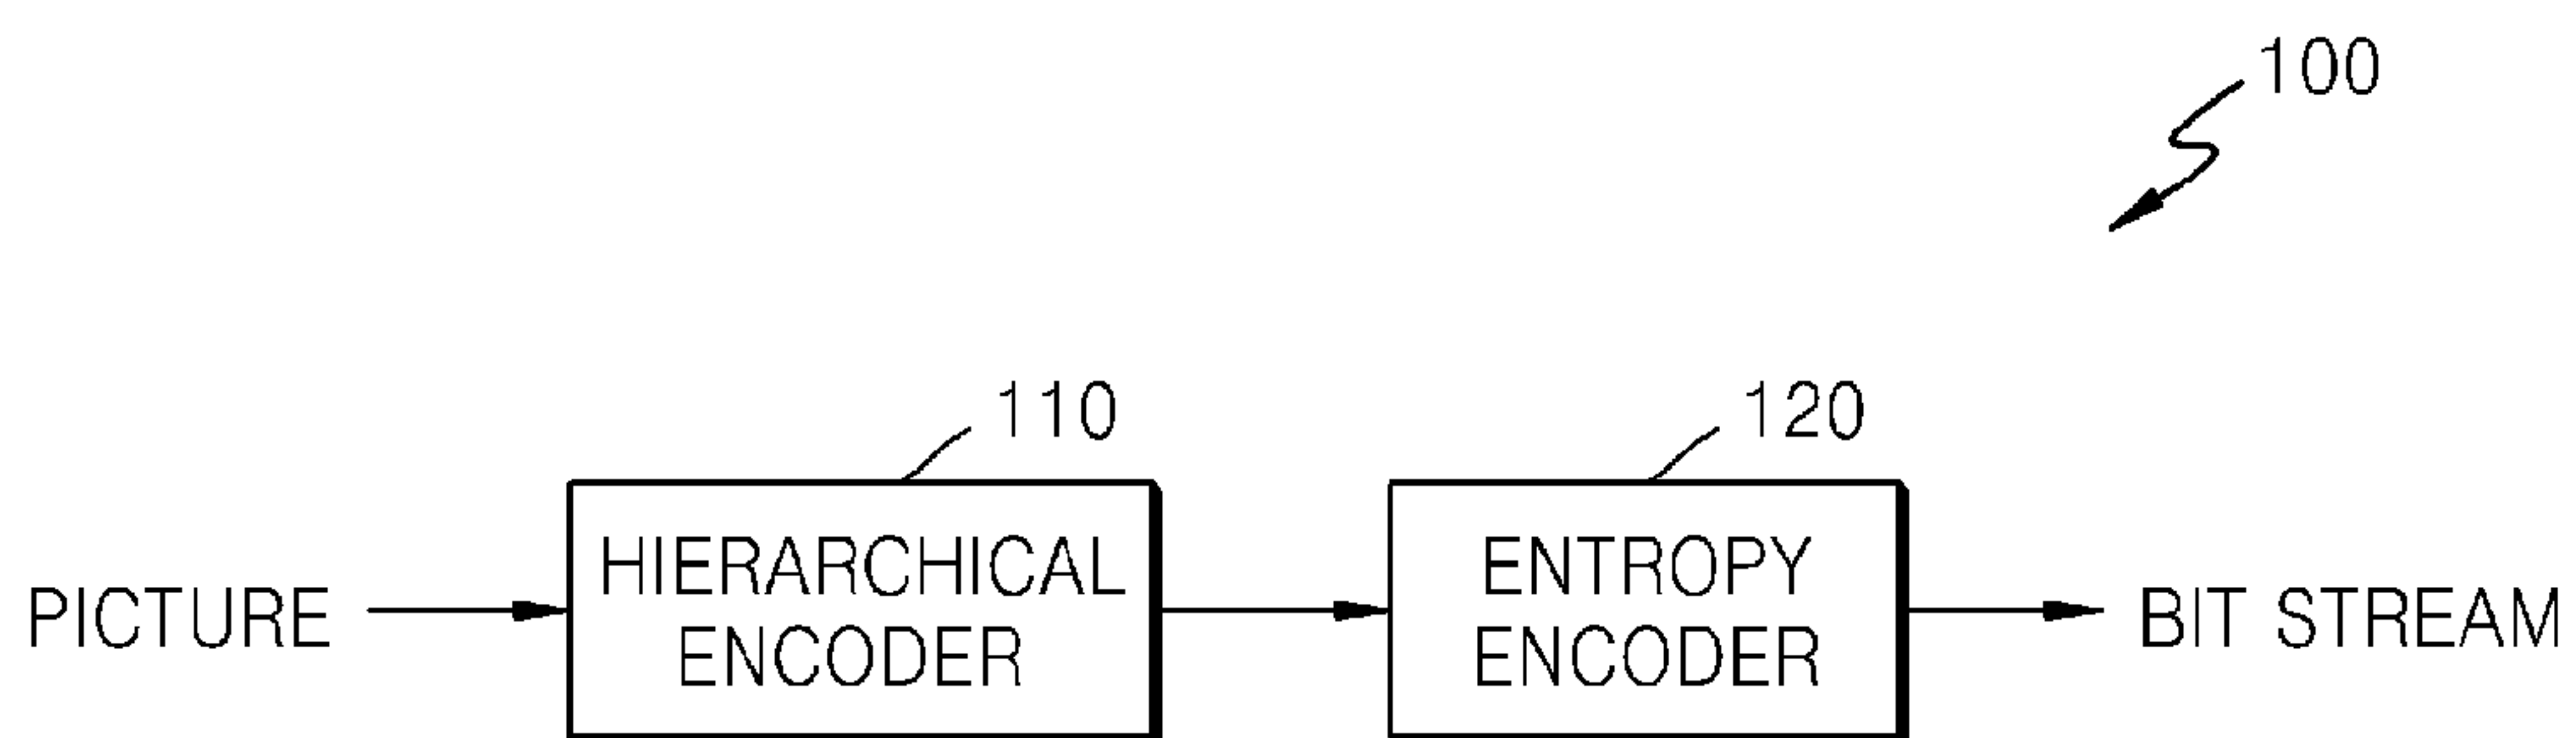 100
110
120
PICTURE
HIERARCHICAL
ENCODER
ENTROPY
ENCODER
BIT STREAM